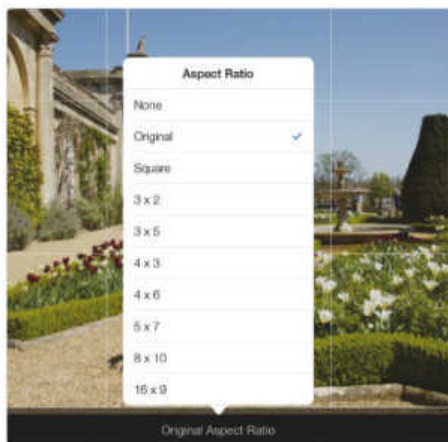 Aspect Ratio
None
Original
Square
3 x 2
3 x 5
4 x 3
4 x 6
5 x 7
8 x 10
16 x 9
Original Aspect Ratio